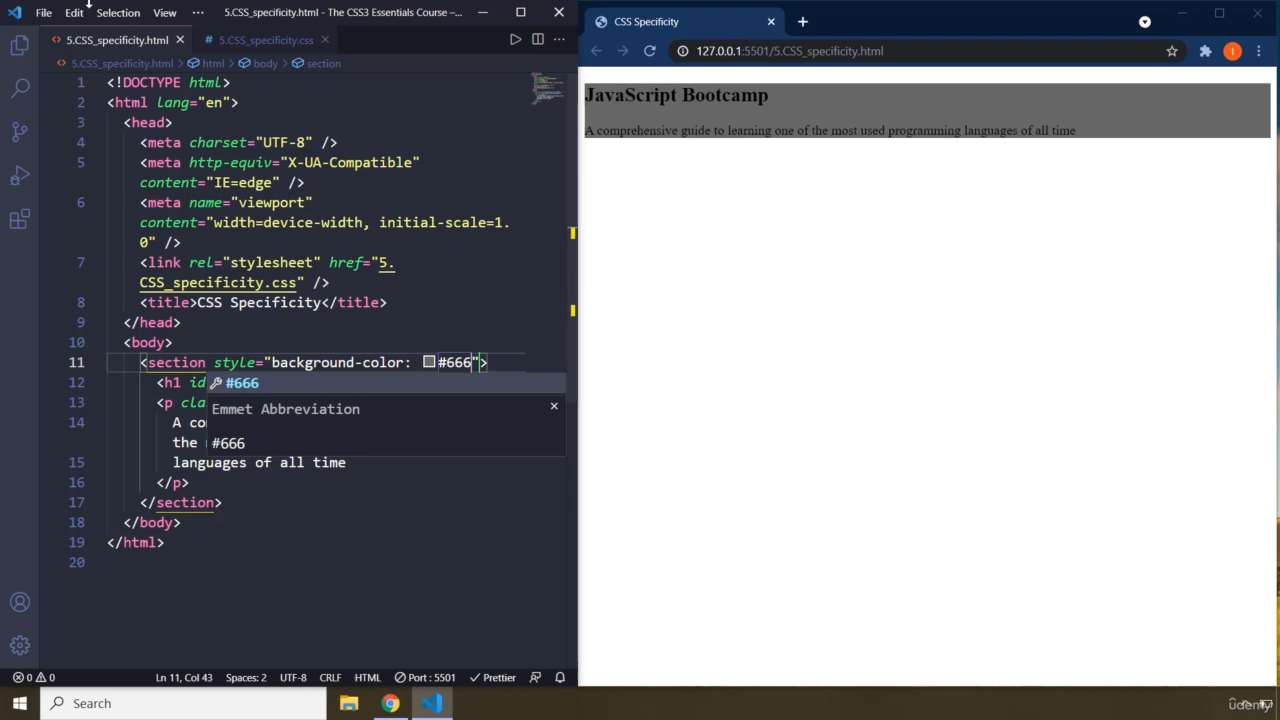 File Edit Selection View ··· 5.CSS_specificity.html - The CSS3 Essentials Course –...
5.CSS_specificity.html 5.CSS_specificity.css
5.CSS_specificity.html html body section
1 <!DOCTYPE html>
2 <html lang="en">
3 <head>
4 <meta charset="UTF-8" />
5 <meta http-equiv="X-UA-Compatible"
content="IE=edge" />
6 <meta name="viewport"
content="width=device-width, initial-scale=1.
0" />
7 <link rel="stylesheet" href="5.
CSS_specificity.css" />
8 <title>CSS Specificity</title>
9 </head>
10 <body>
11 <section style="background-color: #666">
12 <h1 id
#666
13 <p cla
Emmet Abbreviation
14 A co
the
#666
15 languages of all time
16 </p>
17 </section>
18 </body>
19 </html>
20
0 0 Ln 11, Col 43 Spaces: 2 UTF-8 CRLF HTML Port : 5501 Prettier
CSS Specificity
127.0.0.1:5501/5.CSS_specificity.html
I
JavaScript Bootcamp
A comprehensive guide to learning one of the most used programming languages of all time
Search
udemy